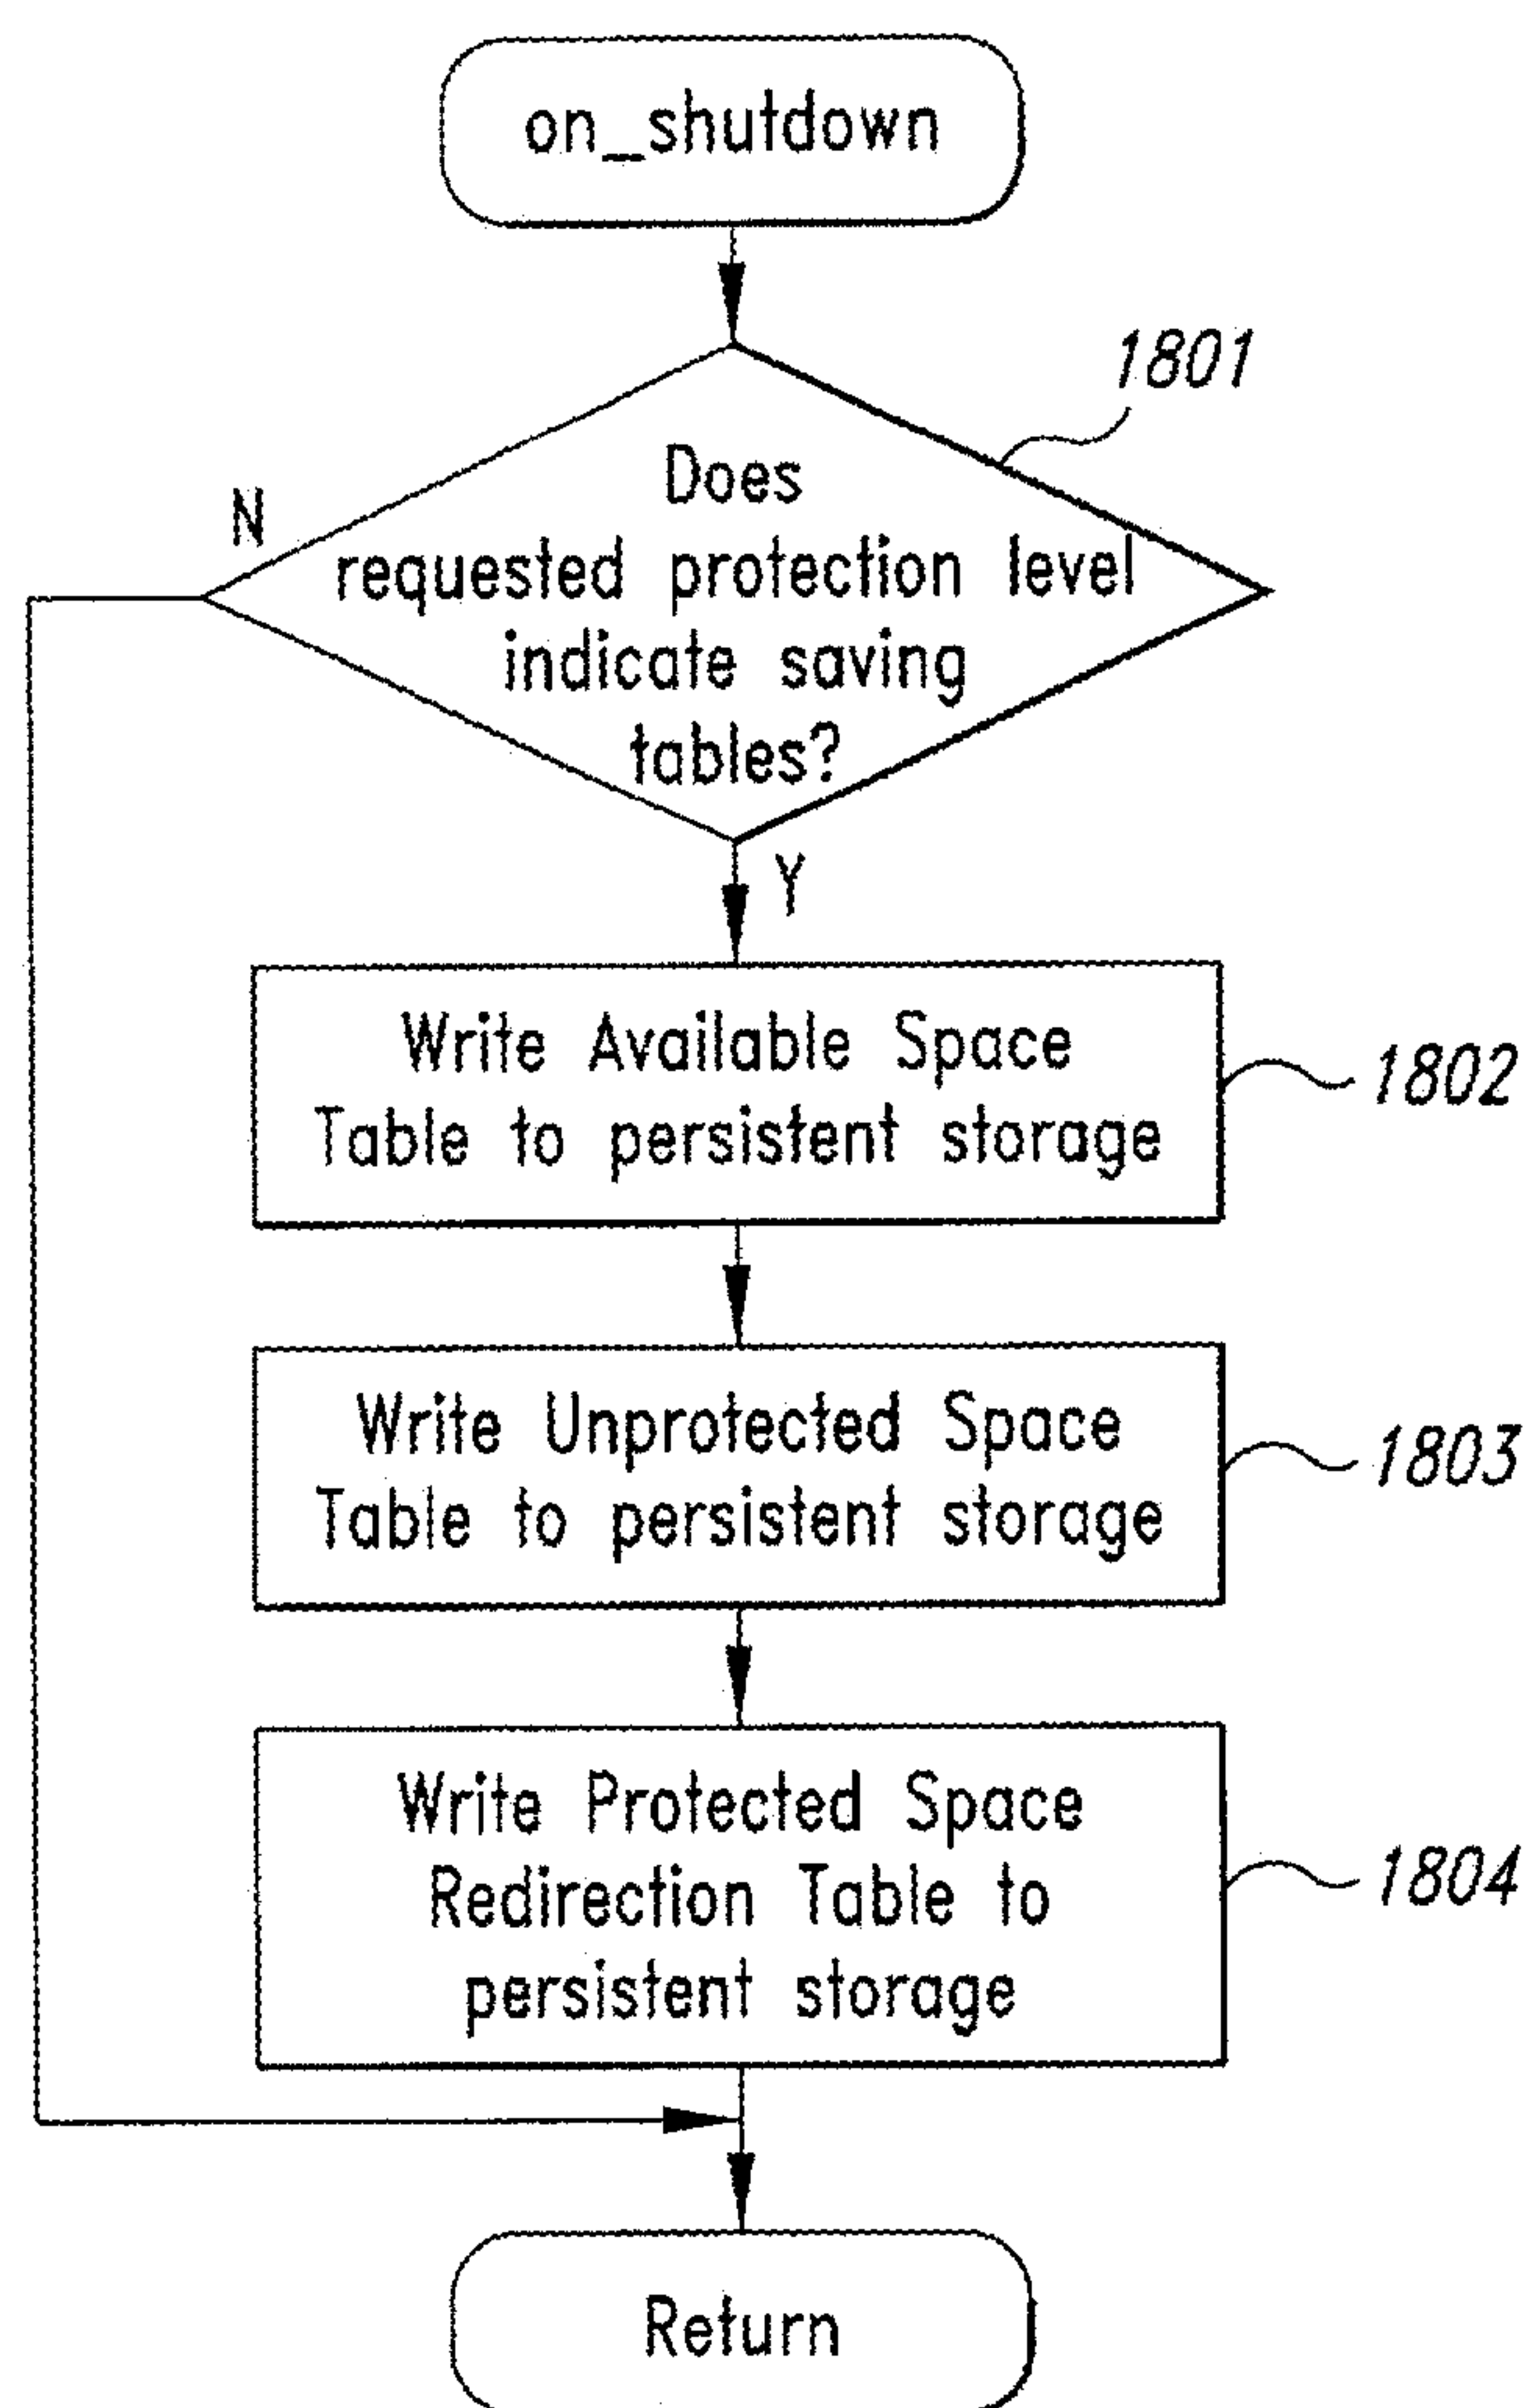 on_shutdown
1801
Does
requested protection level
indicate saving
tables?
N
Y
Write Available Space
Table to persistent storage
1802
Write Unprotected Space
Table to persistent storage
1803
Write Protected Space
Redirection Table to
persistent storage
1804
Return